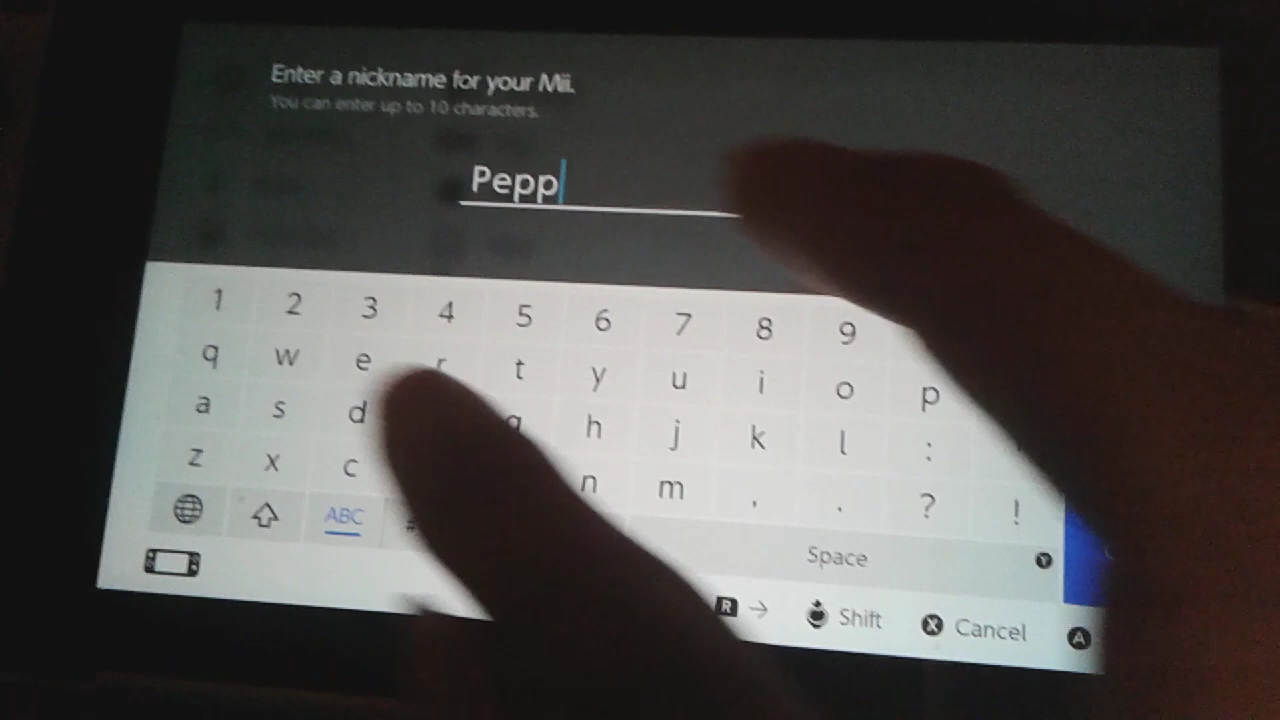 Enter a nickname for your Mii.
You can enter up to 10 characters.
Pepp
1 2 3 4 5 6 7 8 9
q w e r t y u i o p
a s d g h j k l :
z x c n m , . ? !
ABC #
Space Y
R → Shift X Cancel A